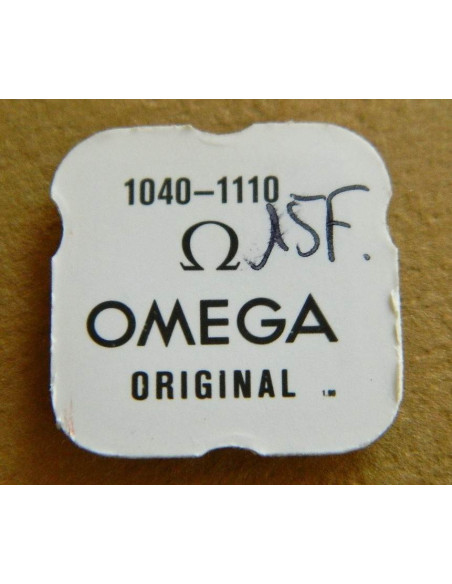 1040-1110
Ω 15F.
OMEGA
ORIGINAL